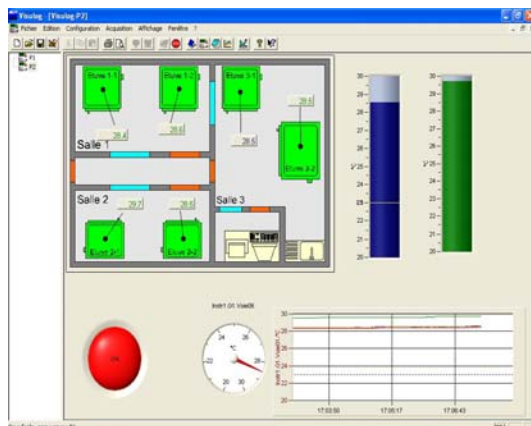 Visulog - [Visulog P2]
Fichier Edition Configuration Acquisition Affichage Fenêtre ?
P1
P2
Etuve 1-1
Etuve 1-2
Etuve 3-1
28.4
28.6
28.5
28.6
Salle 1
Etuve 3-2
Salle 2
29.7
28.6
Salle 3
Etuve 2-1
Etuve 2-2
30
29
28
27
26
25
24
23
22
21
20
°C
30
29
28
27
26
25
24
23
22
21
20
°C
ON
°C
20
22
24
26
28
30
30
28
26
24
22
20
17:03:50
17:05:17
17:06:43